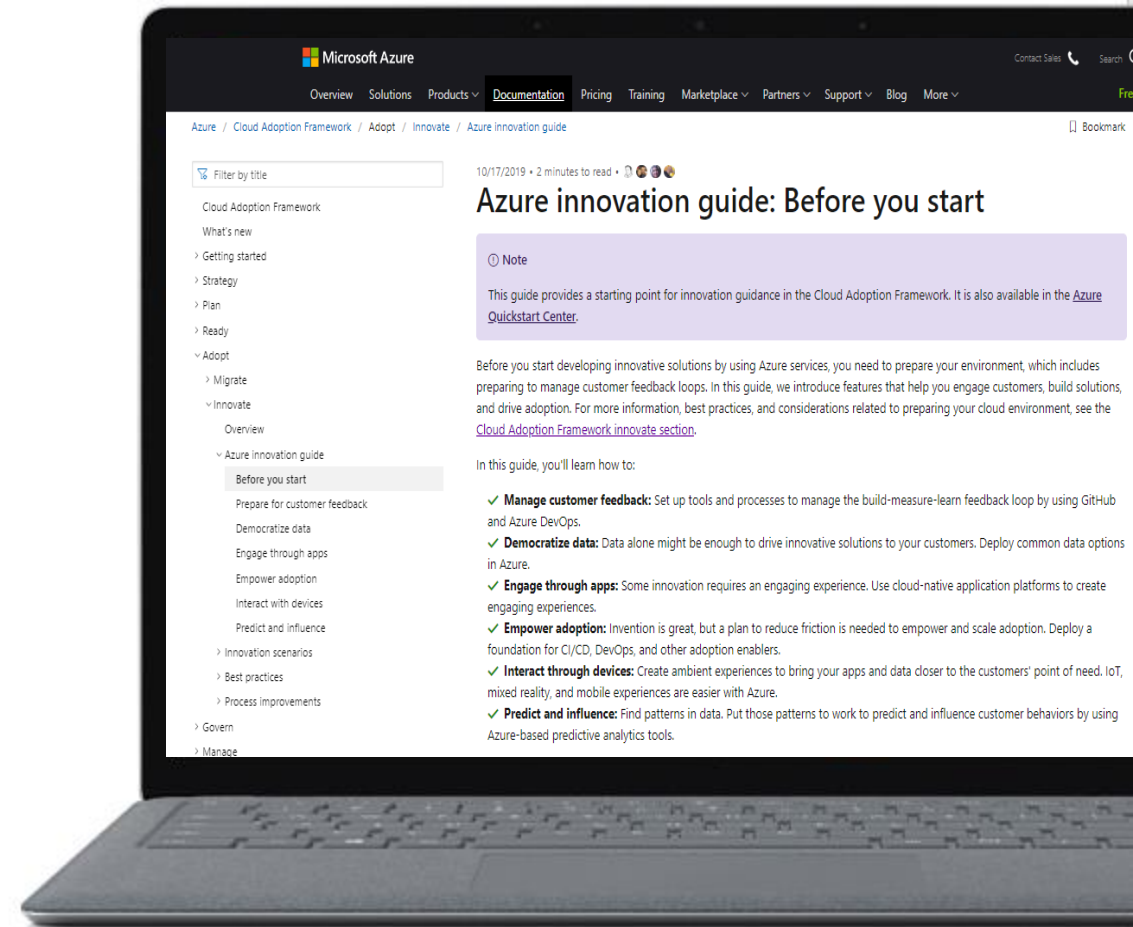 Microsoft Azure
Contact Sales
Search
Overview Solutions Products Documentation Pricing Training Marketplace Partners Support Blog More
Azure / Cloud Adoption Framework / Adopt / Innovate / Azure innovation guide
Bookmark
Filter by title
Cloud Adoption Framework
What's new
Getting started
Strategy
Plan
Ready
Adopt
Migrate
Innovate
Overview
Azure innovation guide
Before you start
Prepare for customer feedback
Democratize data
Engage through apps
Empower adoption
Interact with devices
Predict and influence
Innovation scenarios
Best practices
Process improvements
Govern
Manage
10/17/2019 • 2 minutes to read •
Azure innovation guide: Before you start
Note
This guide provides a starting point for innovation guidance in the Cloud Adoption Framework. It is also available in the Azure
Quickstart Center.
Before you start developing innovative solutions by using Azure services, you need to prepare your environment, which includes
preparing to manage customer feedback loops. In this guide, we introduce features that help you engage customers, build solutions,
and drive adoption. For more information, best practices, and considerations related to preparing your cloud environment, see the
Cloud Adoption Framework innovate section.
In this guide, you'll learn how to:
✓ Manage customer feedback: Set up tools and processes to manage the build-measure-learn feedback loop by using GitHub
and Azure DevOps.
✓ Democratize data: Data alone might be enough to drive innovative solutions to your customers. Deploy common data options
in Azure.
✓ Engage through apps: Some innovation requires an engaging experience. Use cloud-native application platforms to create
engaging experiences.
✓ Empower adoption: Invention is great, but a plan to reduce friction is needed to empower and scale adoption. Deploy a
foundation for CI/CD, DevOps, and other adoption enablers.
✓ Interact through devices: Create ambient experiences to bring your apps and data closer to the customers' point of need. IoT,
mixed reality, and mobile experiences are easier with Azure.
✓ Predict and influence: Find patterns in data. Put those patterns to work to predict and influence customer behaviors by using
Azure-based predictive analytics tools.